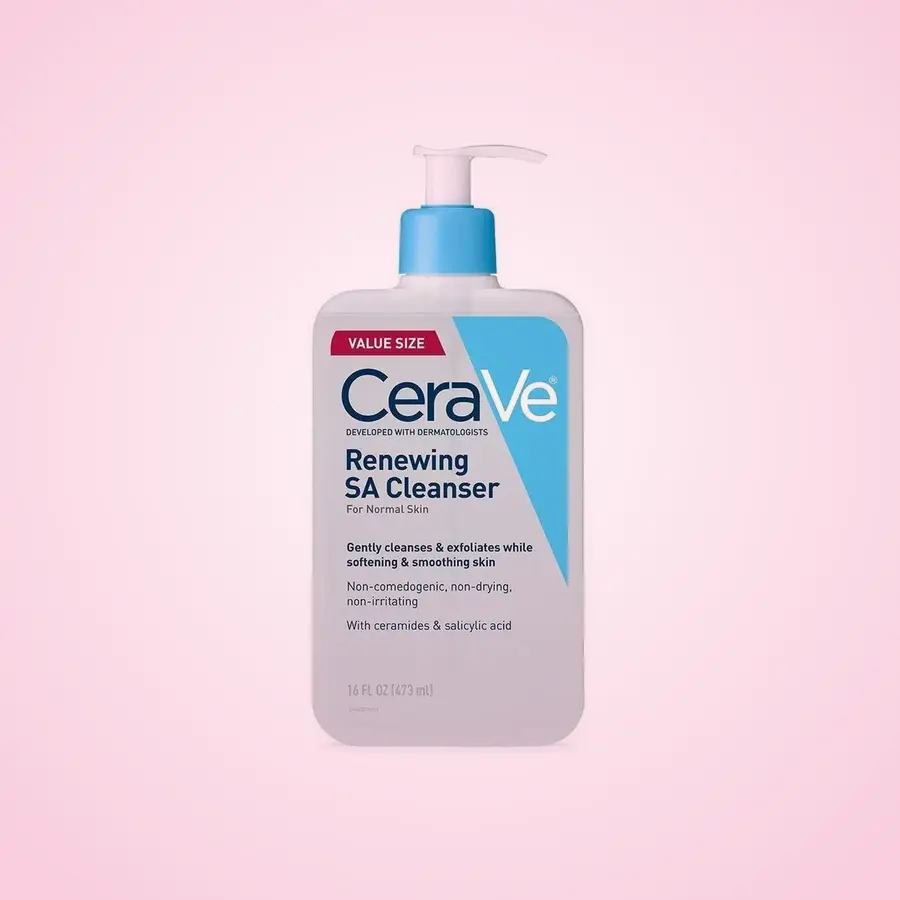 VALUE SIZE
CeraVe®
DEVELOPED WITH DERMATOLOGISTS
Renewing
SA Cleanser
For Normal Skin
Gently cleanses & exfoliates while
softening & smoothing skin
Non-comedogenic, non-drying,
non-irritating
With ceramides & salicylic acid
16 FL OZ (473 ml)